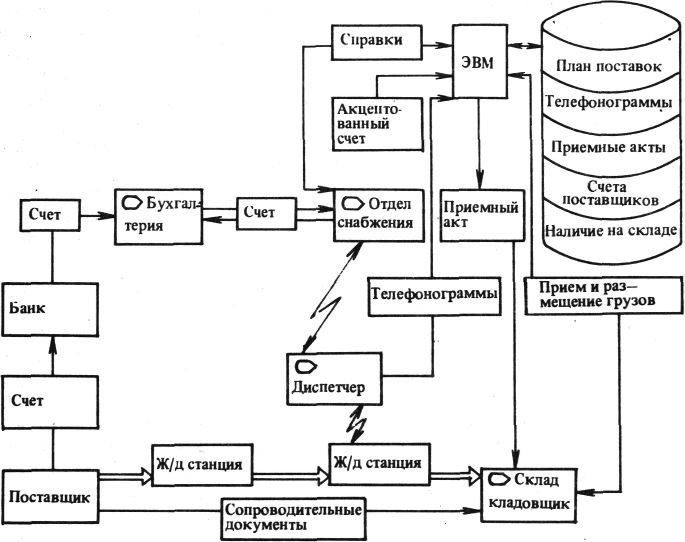 Справки
ЭВМ
План поставок
Телефонограммы
Приемные акты
Счета
поставщиков
Наличие на складе
Акцепто-
ванный
счет
Счет
Бухгал-
терия
Счет
Отдел
снабжения
Приемный
акт
Банк
Телефонограммы
Прием и раз-
мещение грузов
Счет
Диспетчер
Поставщик
Ж/д станция
Ж/д станция
Склад
кладовщик
Сопроводительные
документы